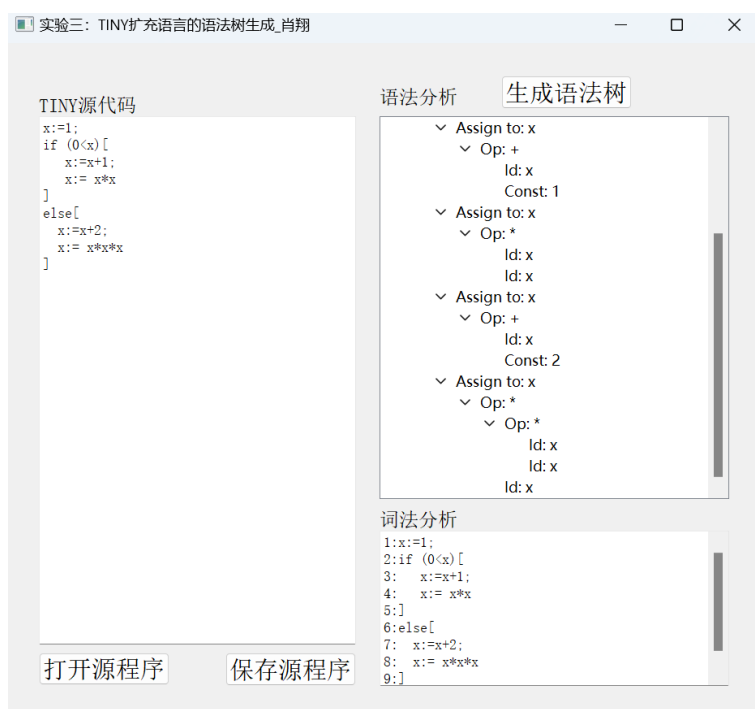 实验三：TINY扩充语言的语法树生成_肖翔
TINY源代码
x:=1;
if (0<x)[
x:=x+1;
x:= x*x
]
else[
x:=x+2;
x:= x*x*x
]
打开源程序
保存源程序
语法分析
生成语法树
Assign to: x
Op: +
Id: x
Const: 1
Assign to: x
Op: *
Id: x
Id: x
Assign to: x
Op: +
Id: x
Const: 2
Assign to: x
Op: *
Op: *
Id: x
Id: x
Id: x
词法分析
1:x:=1;
2:if (0<x)[
3:   x:=x+1;
4:   x:= x*x
5:]
6:else[
7:  x:=x+2;
8:  x:= x*x*x
9:]